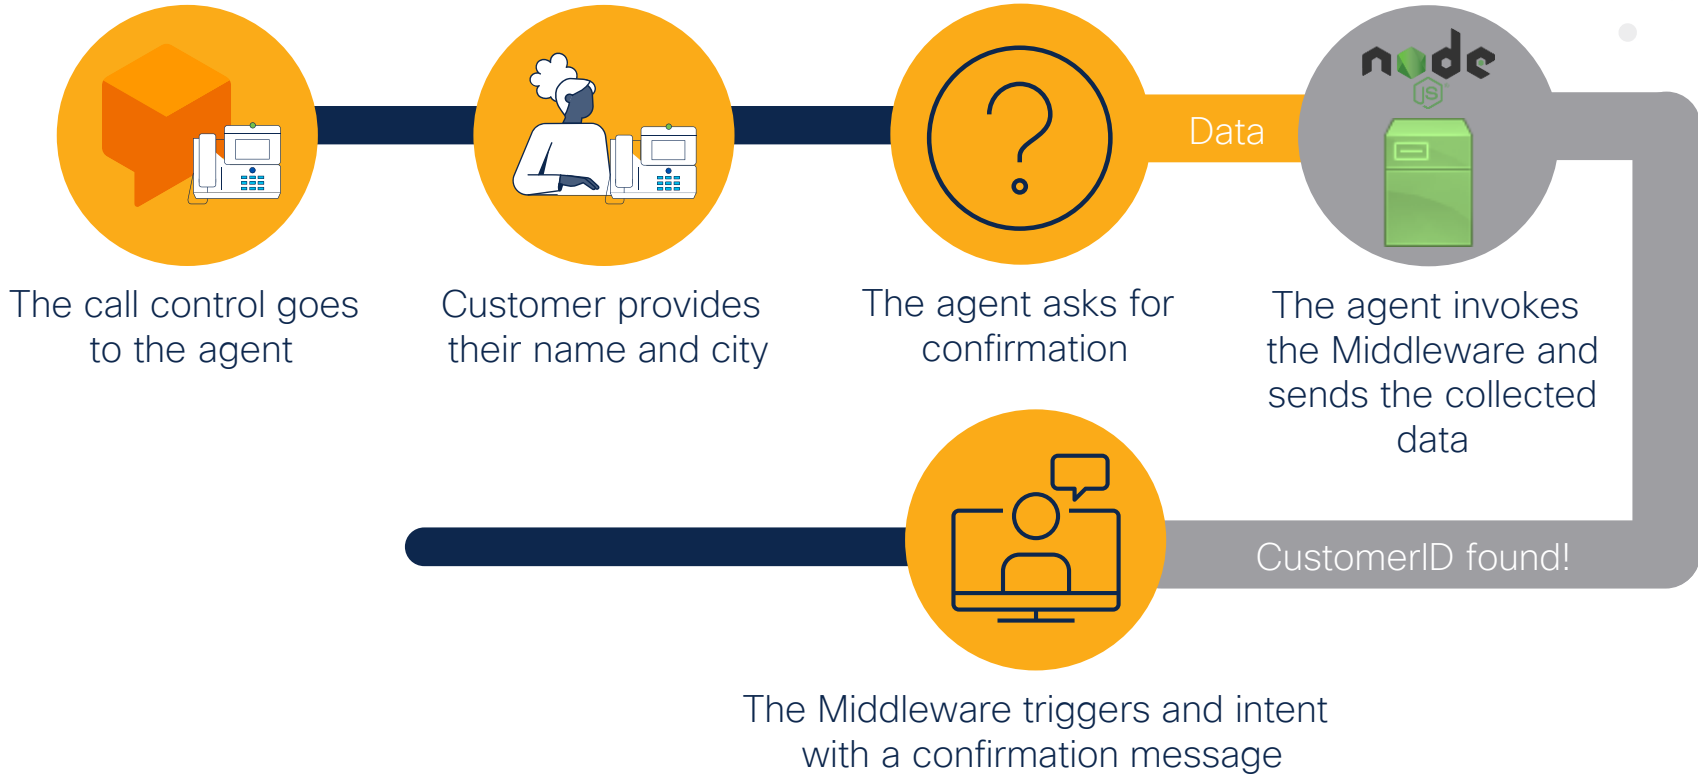 node
JS
Data
The call control goes
to the agent
Customer provides
their name and city
The agent asks for
confirmation
The agent invokes
the Middleware and
sends the collected
data
CustomerID found!
The Middleware triggers and intent
with a confirmation message